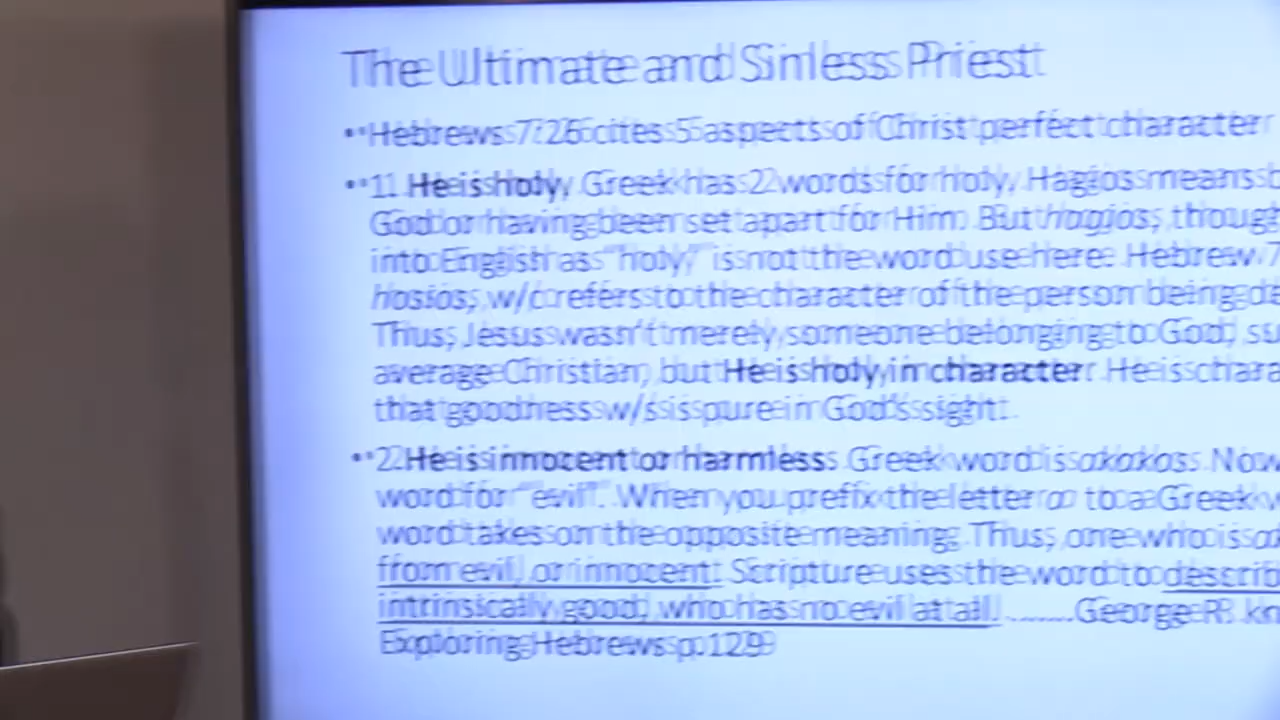 The Ultimate and Sinless Priest
• Hebrews 7:26 cites 5 aspects of Christ perfect character
• 1. He is holy. Greek has 2 words for holy. Hagios means
God or having been set apart for Him. But hagios, though
into English as "holy" is not the word use here. Hebrew 7
hosios, w/c refers to the character of the person being
Thus, Jesus wasn't merely someone belonging to God,
average Christian, but He is holy in character. He is
that goodness w/s is pure in God's sight.
• 2. He is innocent or harmless. Greek word is akakos. Now
word for "evil". When you prefix the letter a to a Greek
word takes on the opposite meaning. Thus, one who is
from evil, or innocent. Scripture uses the word to
intrinsically good, who has no evil at all. ......George R.
Exploring Hebrews p. 129